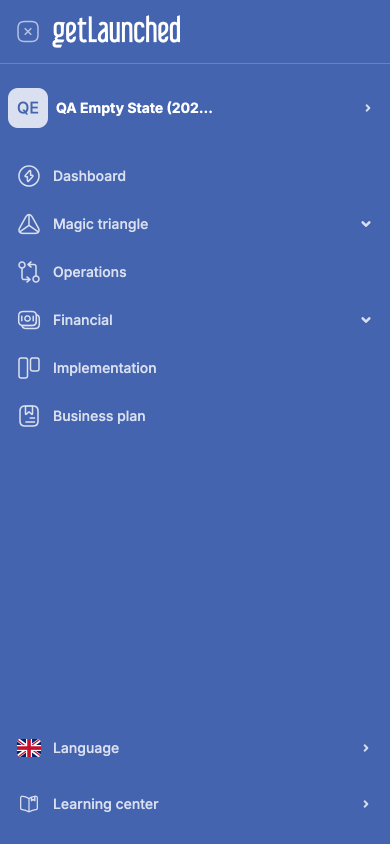 getLaunched
QE
QA Empty State (202...
Dashboard
Magic triangle
Operations
Financial
Implementation
Business plan
Language
Learning center